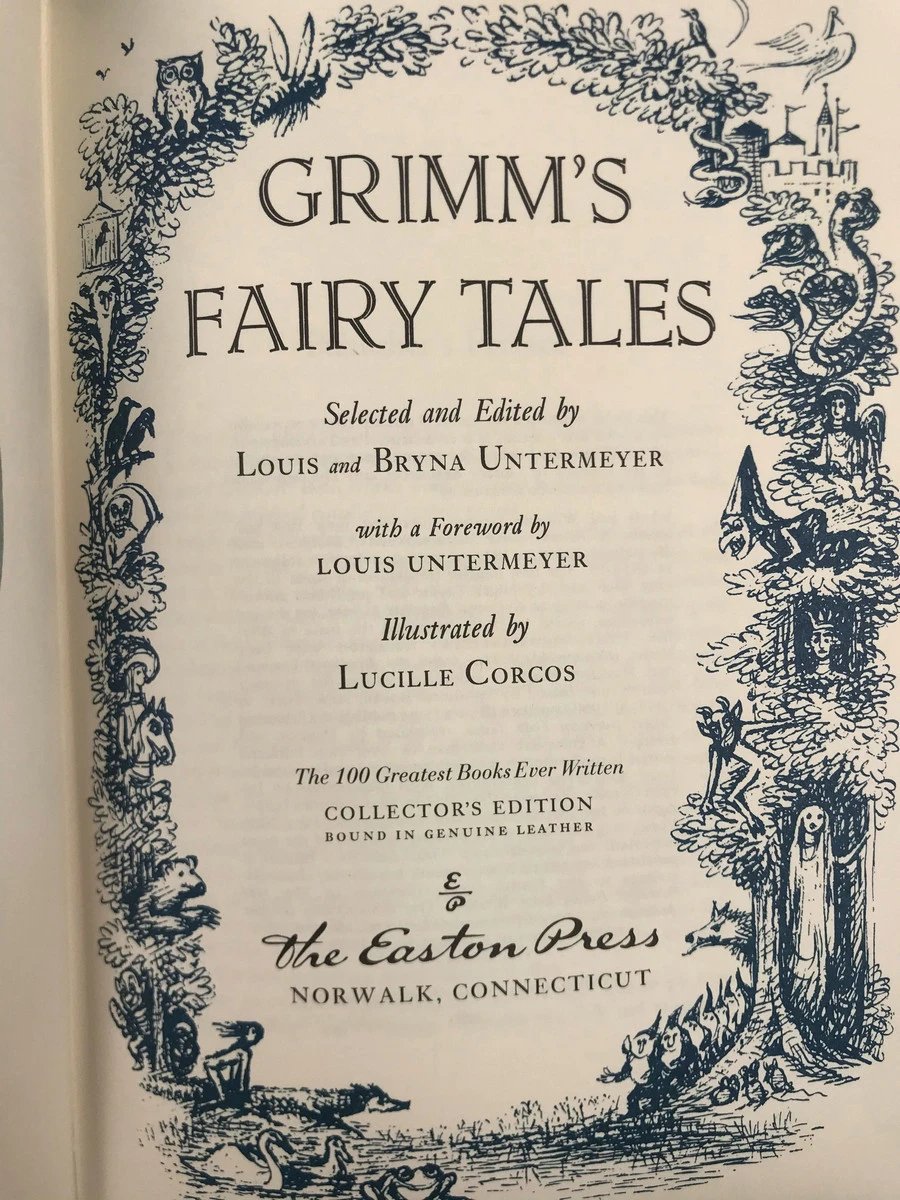 GRIMM'S
FAIRY TALES
Selected and Edited by
LOUIS and BRYNA UNTERMEYER
with a Foreword by
LOUIS UNTERMEYER
Illustrated by
LUCILLE CORCOS
The 100 Greatest Books Ever Written
COLLECTOR'S EDITION
BOUND IN GENUINE LEATHER
E
P
The Easton Press
NORWALK, CONNECTICUT